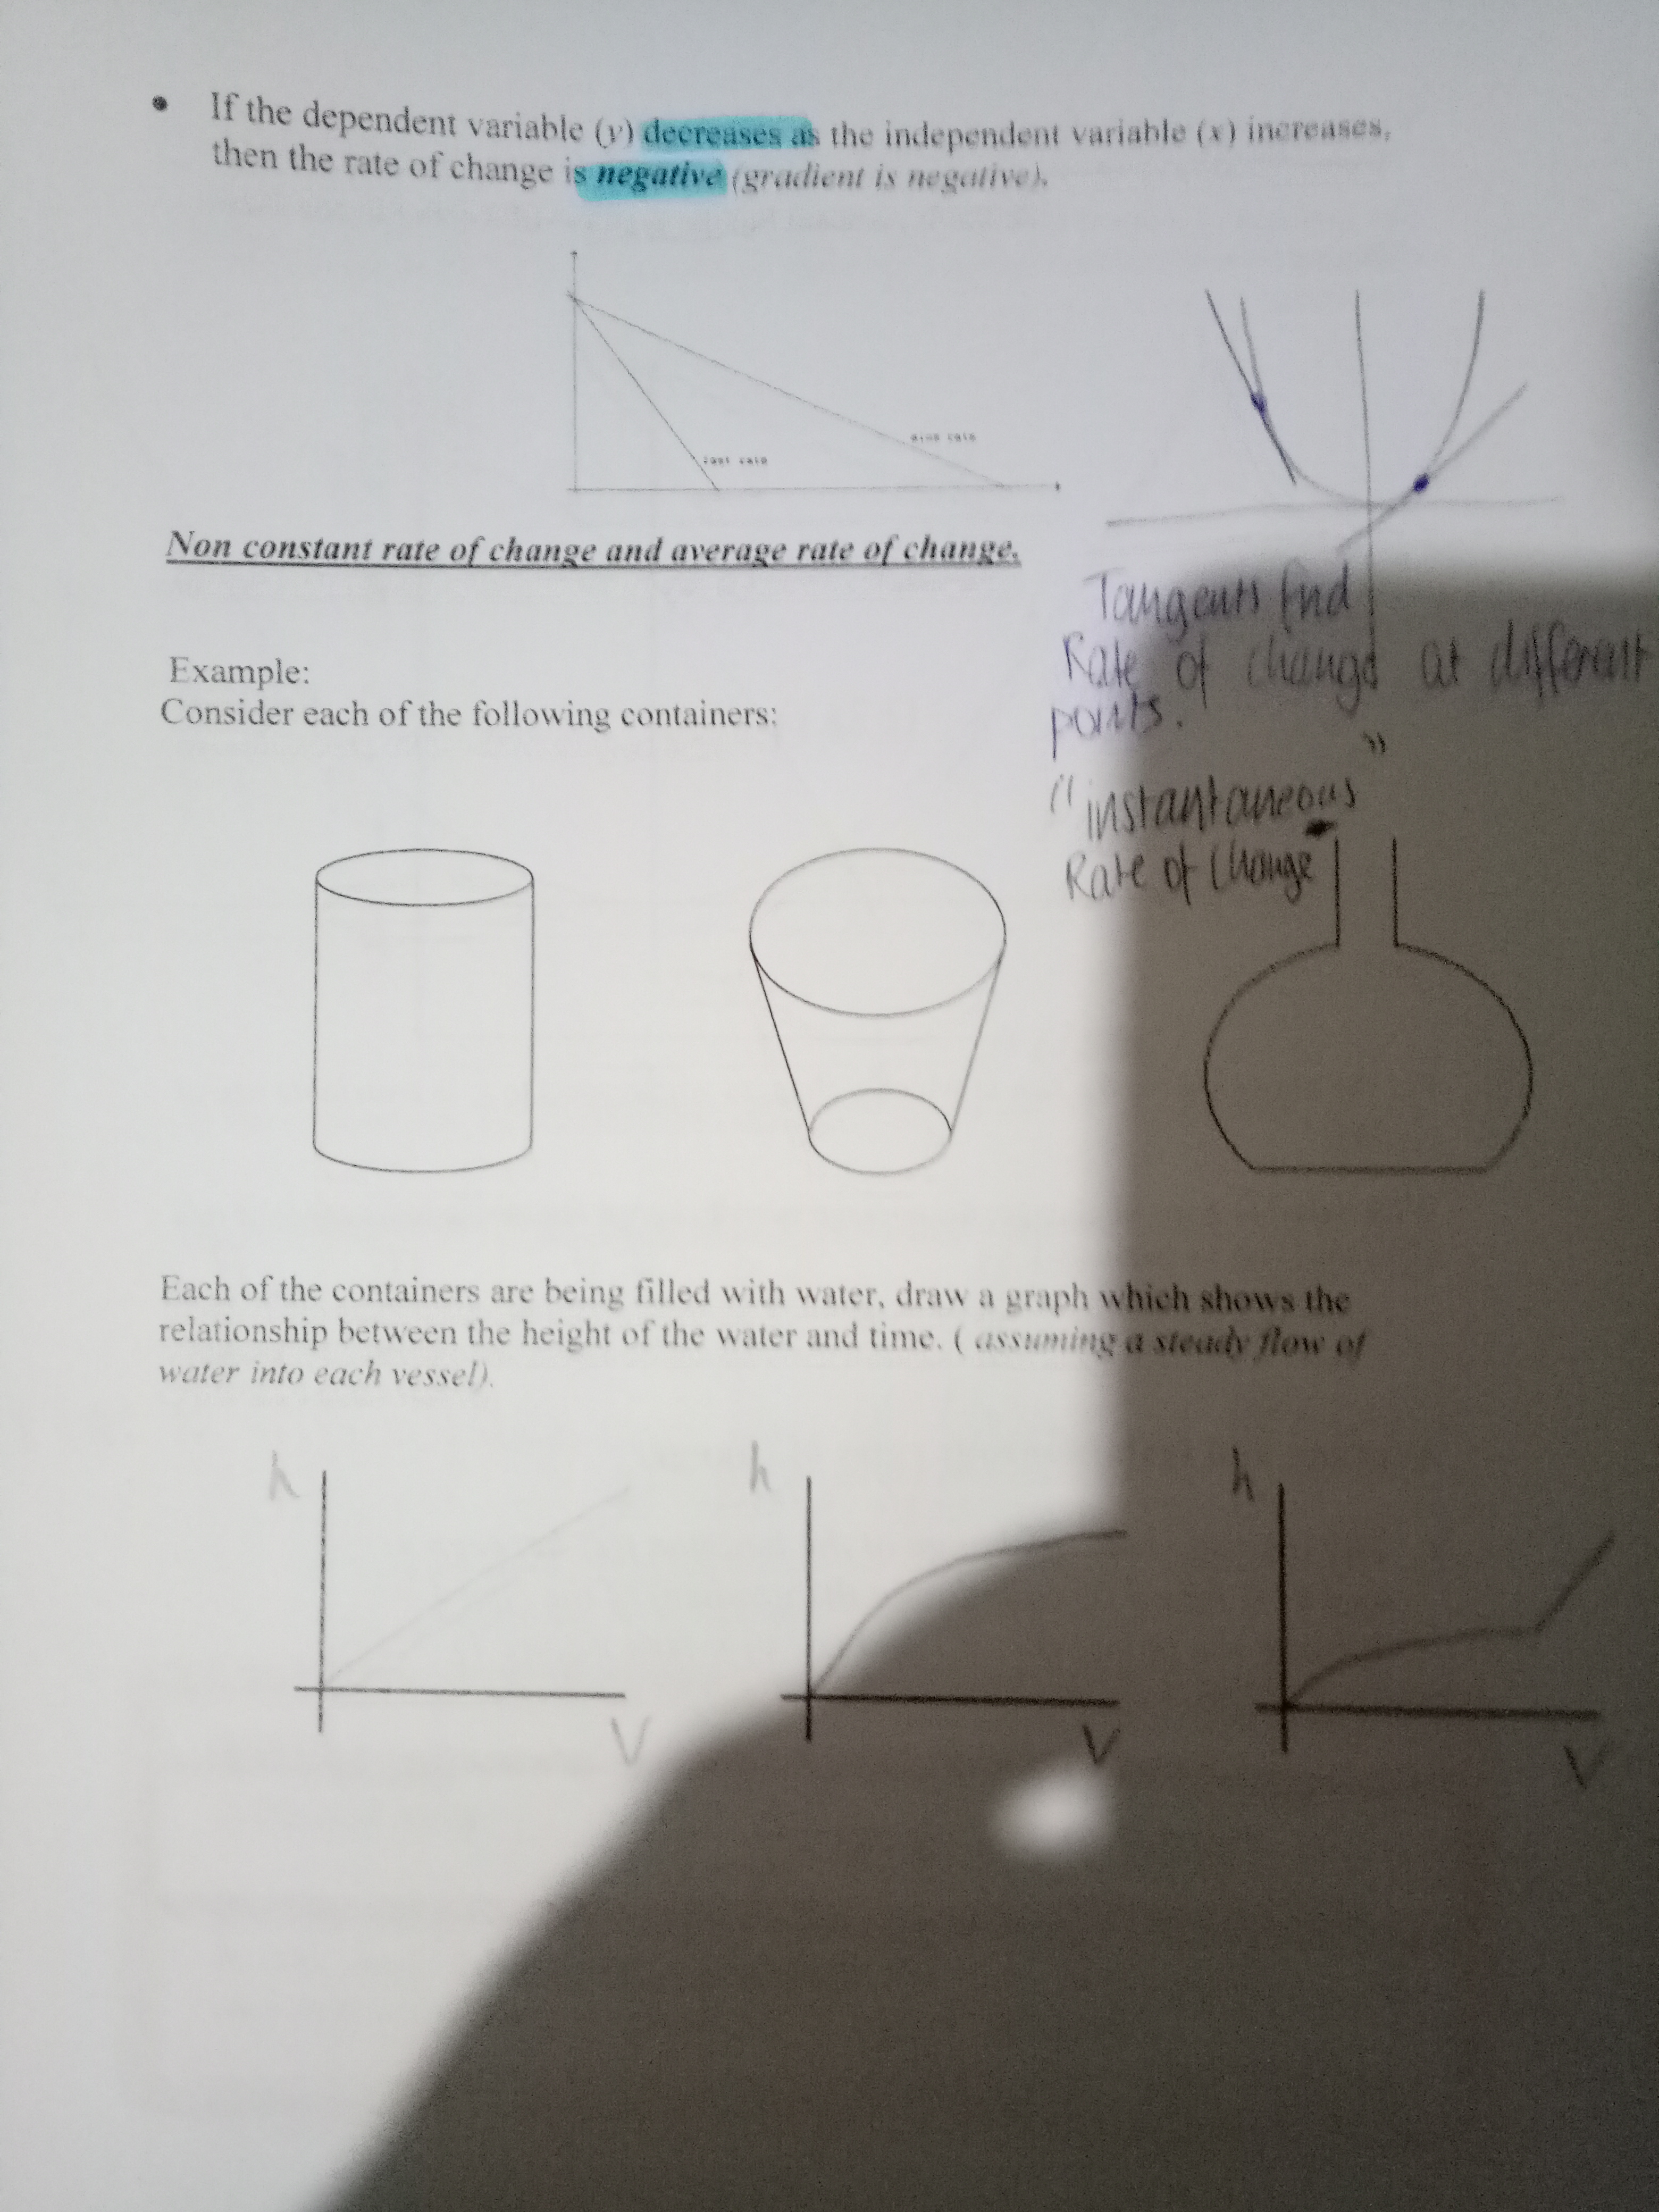 • If the dependent variable (y) decreases as the independent variable (x) increases,
then the rate of change is negative (gradient is negative).
slow rate
fast rate
Non constant rate of change and average rate of change.
Tangents find
Rate of change at different
points.
Example:
Consider each of the following containers:
"instantaneous"
Rate of Change
Each of the containers are being filled with water, draw a graph which shows the
relationship between the height of the water and time. ( assuming a steady flow of
water into each vessel).
h h h
V V V